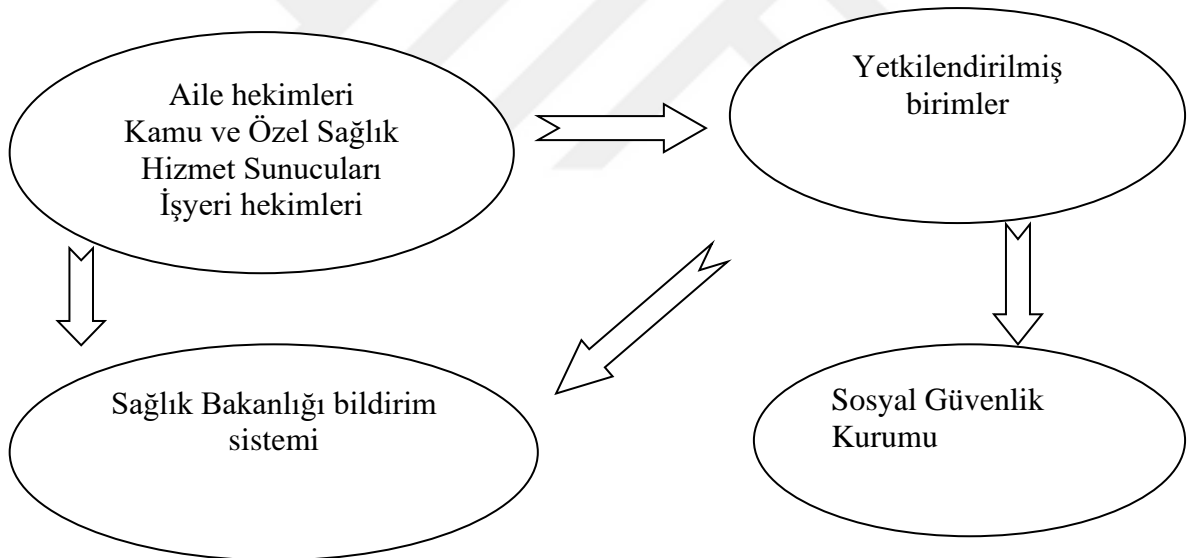 Aile hekimleri
Kamu ve Özel Sağlık
Hizmet Sunucuları
İşyeri hekimleri
Yetkilendirilmiş
birimler
Sağlık Bakanlığı bildirim
sistemi
Sosyal Güvenlik
Kurumu